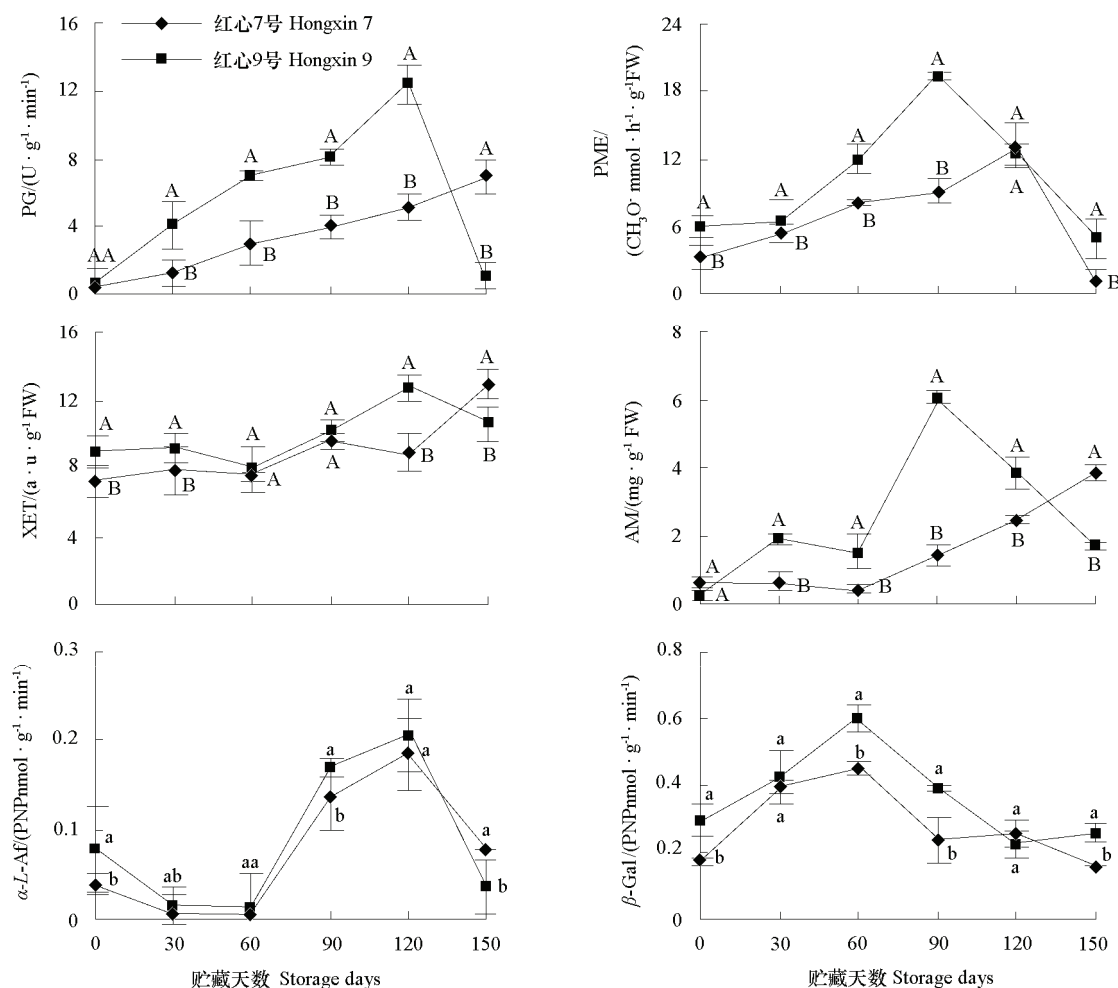 红心7号 Hongxin 7
红心9号 Hongxin 9
PG/(U · g⁻¹ · min⁻¹)
16
12
8
4
0
AA
A
B
A
A
B
A
B
A
B
PME/
(CH₃O· mmol · h⁻¹ · g⁻¹FW)
24
18
12
6
0
A
B
A
B
A
B
A
B
A
A
A
B
XET/(a · u · g⁻¹ FW)
16
12
8
4
0
A
B
A
B
A
A
A
A
A
B
A
B
AM/(mg · g⁻¹ FW)
8
6
4
2
0
A
A
A
B
A
B
A
B
A
B
A
B
α-L-Af/(PNPnmol · g⁻¹ · min⁻¹)
0.3
0.2
0.1
0
a
b
ab
aa
a
b
a
a
a
b
0 30 60 90 120 150
贮藏天数 Storage days
β-Gal/(PNPnmol · g⁻¹ · min⁻¹)
0.8
0.6
0.4
0.2
0
a
b
a
a
a
b
a
b
a
a
a
b
0 30 60 90 120 150
贮藏天数 Storage days